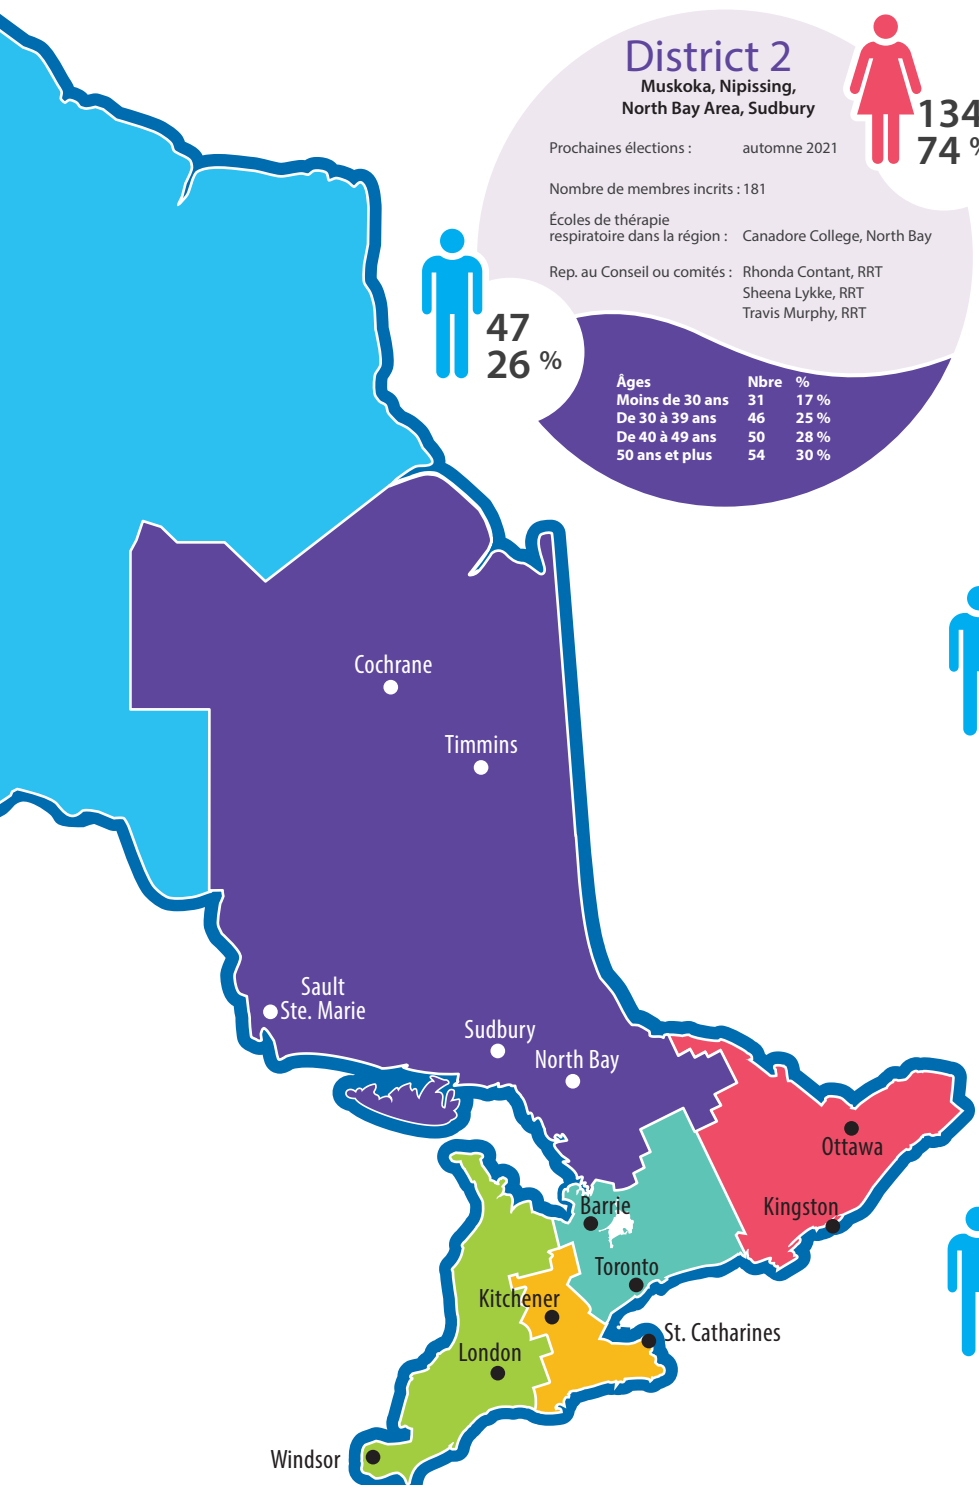 District 2
Muskoka, Nipissing,
North Bay Area, Sudbury
134
74 %
Prochaines élections : automne 2021
Nombre de membres incrits : 181
Écoles de thérapie
respiratoire dans la région : Canadore College, North Bay
Rep. au Conseil ou comités : Rhonda Contant, RRT
Sheena Lykke, RRT
Travis Murphy, RRT
47
26 %
Âges Nbre %
Moins de 30 ans 31 17 %
De 30 à 39 ans 46 25 %
De 40 à 49 ans 50 28 %
50 ans et plus 54 30 %
Cochrane
Timmins
Sault
Ste. Marie
Sudbury
North Bay
Ottawa
Kingston
Barrie
Toronto
Kitchener
St. Catharines
London
Windsor